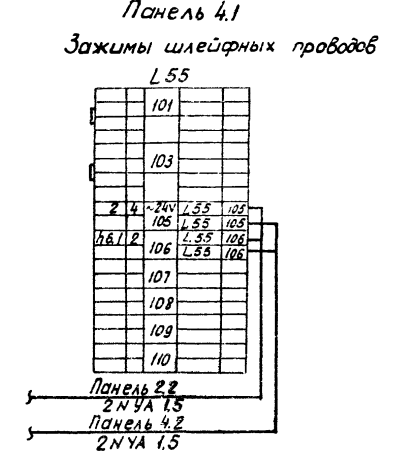 Панель 4.1
Зажимы шлейфных проводов
L55
101
103
2 4 ~24V L55 105
105 L55 105
h6.1 2 L.55 106
106 L55 106
107
108
109
110
Панель 2.2
2NYA 1.5
Панель 4.2
2NYA 1,5